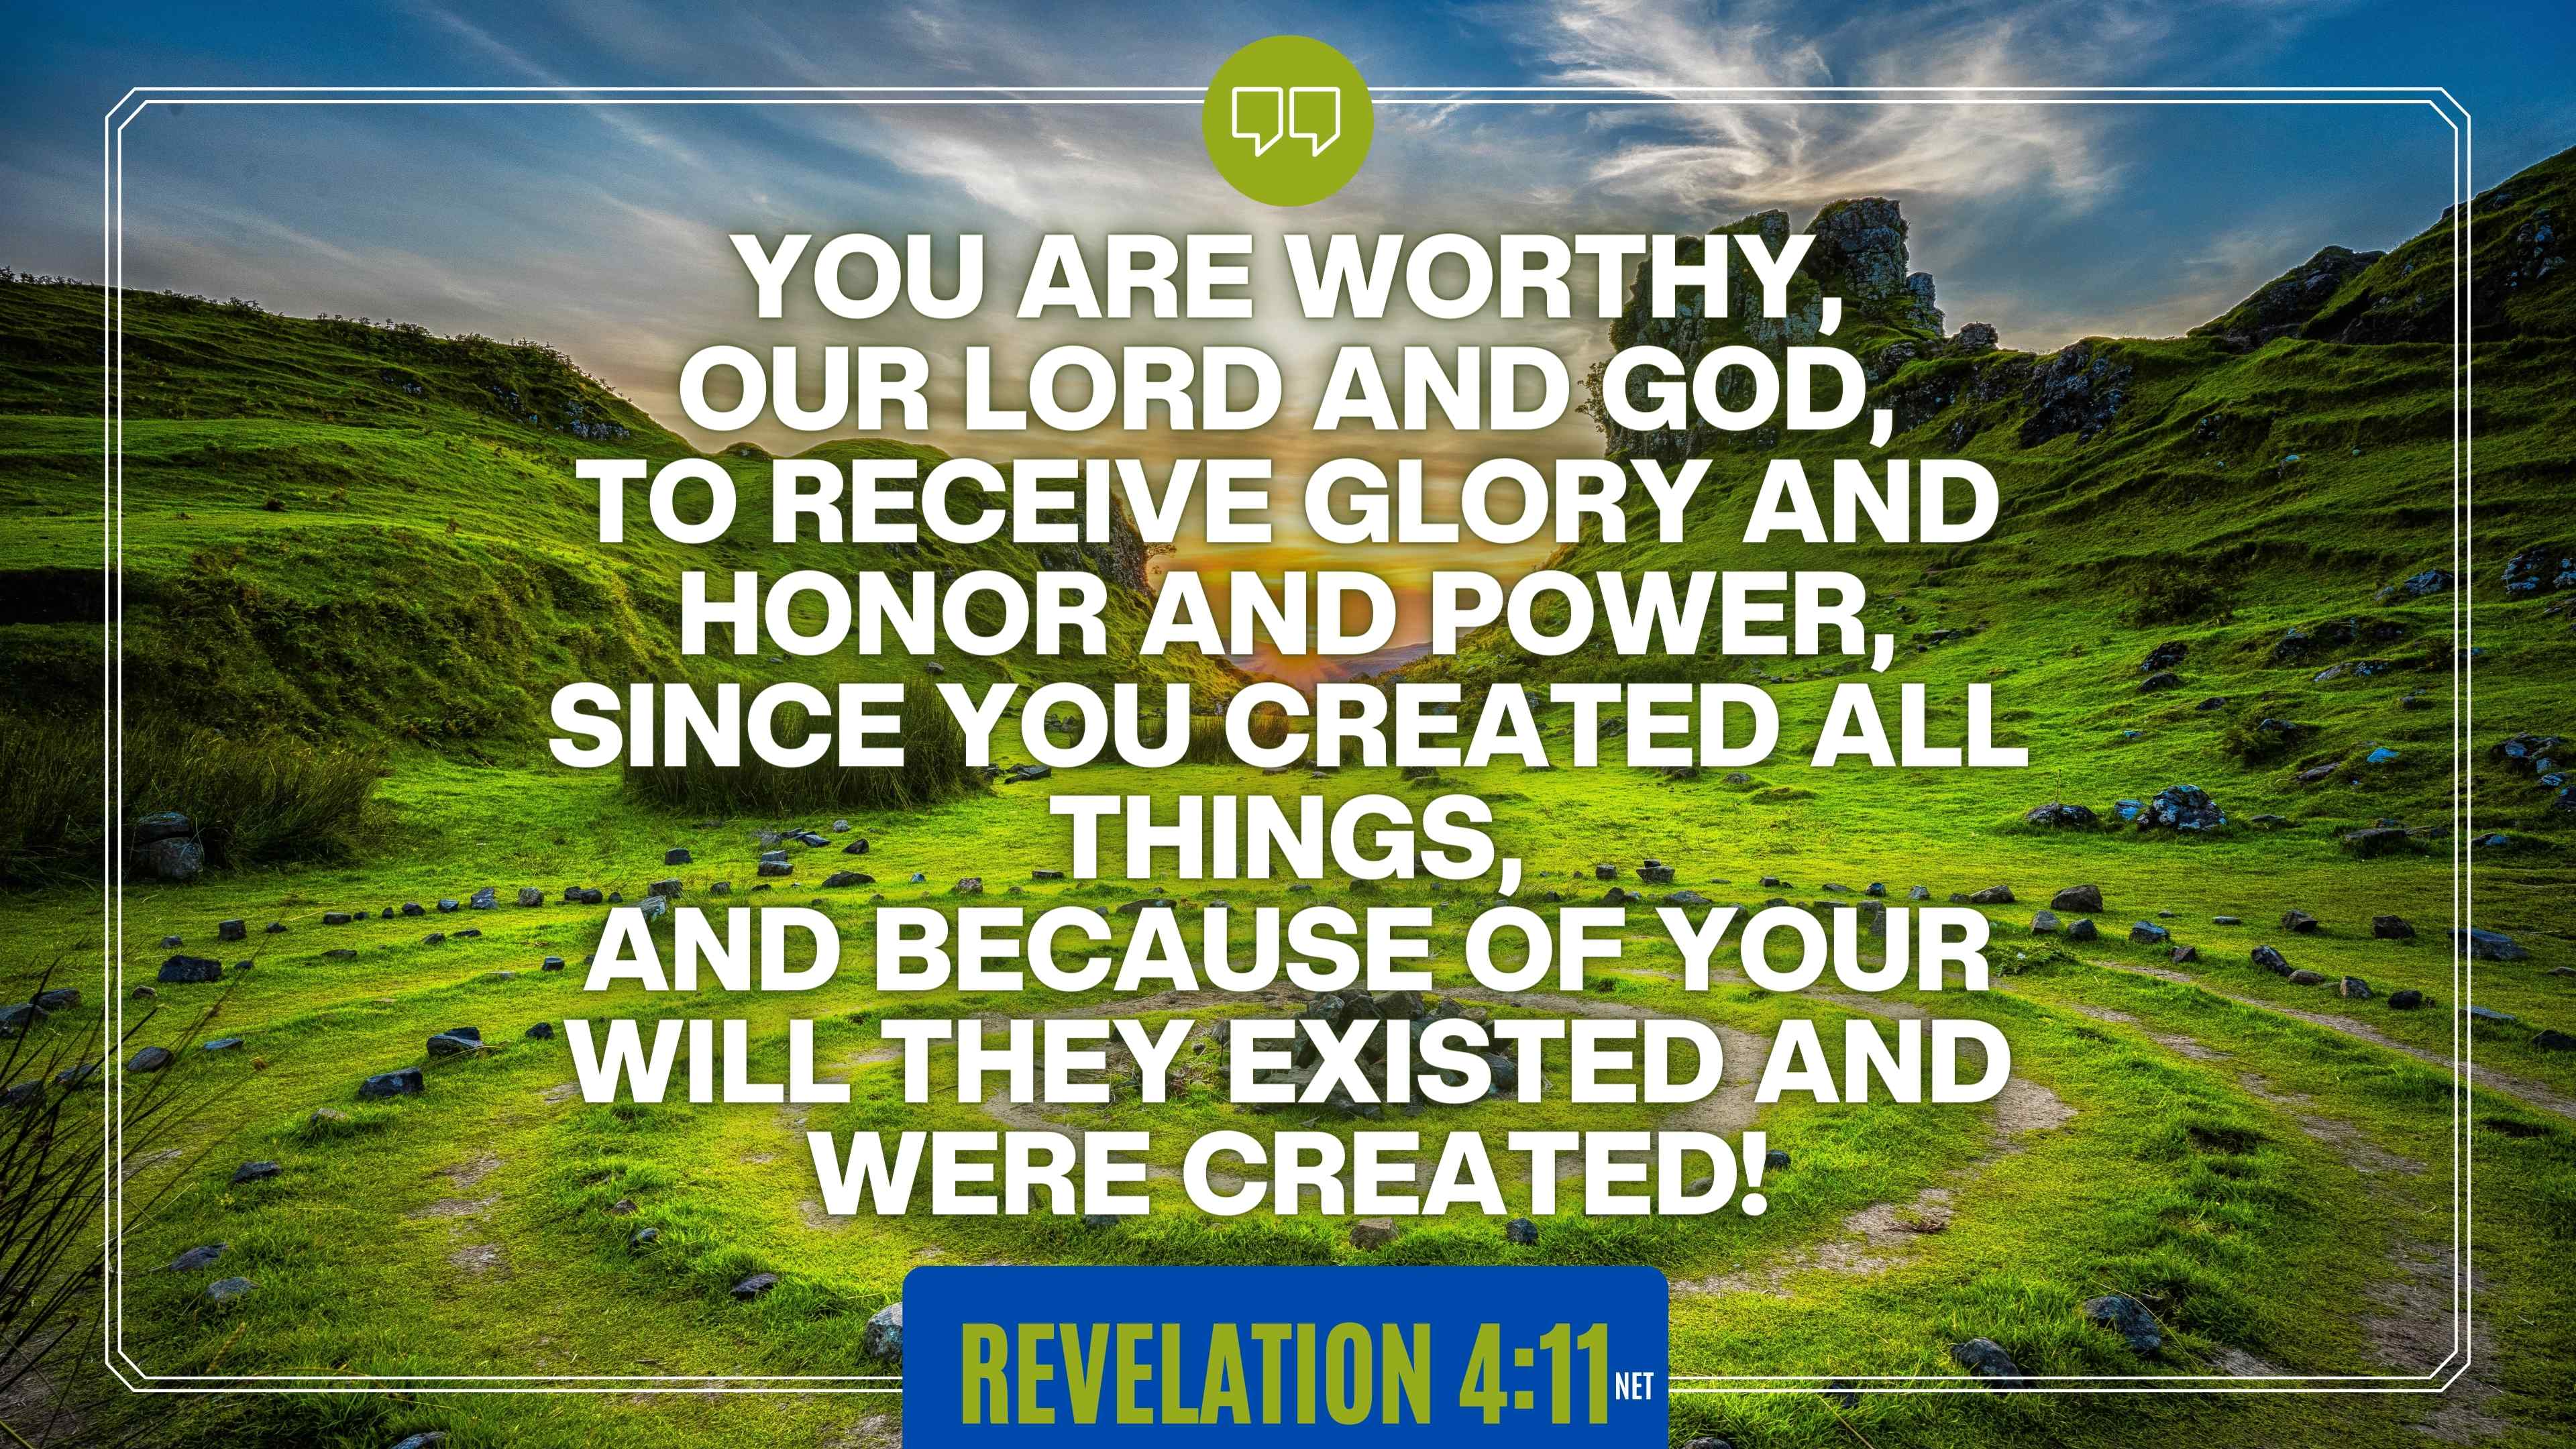 YOU ARE WORTHY,
OUR LORD AND GOD,
TO RECEIVE GLORY AND
HONOR AND POWER,
SINCE YOU CREATED ALL
THINGS,
AND BECAUSE OF YOUR
WILL THEY EXISTED AND
WERE CREATED!
REVELATION 4:11 NET